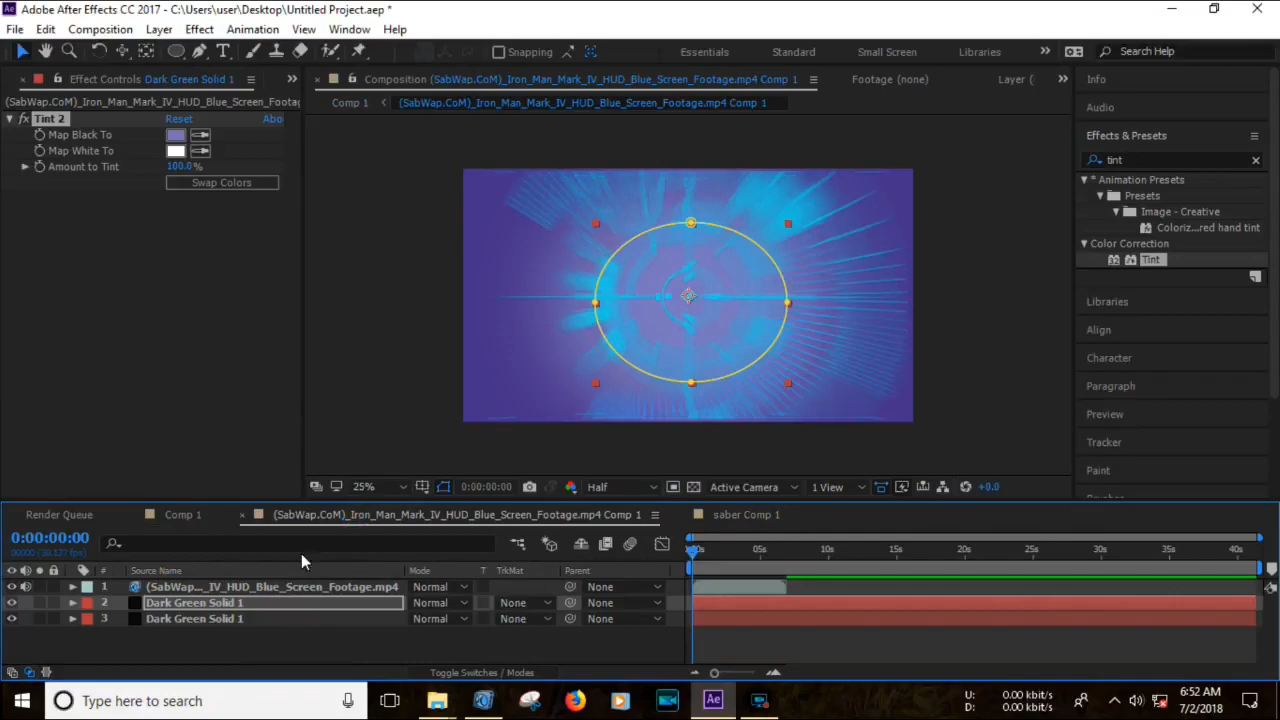 Ae Adobe After Effects CC 2017 - C:\Users\user\Desktop\Untitled Project.aep *
File Edit Composition Layer Effect Animation View Window Help
Snapping Essentials Standard Small Screen Libraries Search Help
Effect Controls Dark Green Solid 1
Composition (SabWap.CoM)_Iron_Man_Mark_IV_HUD_Blue_Screen_Footage.mp4 Comp 1
Footage (none)
Layer (
Info
(SabWap.CoM)_Iron_Man_Mark_IV_HUD_Blue_Screen_Footag
Comp 1 (SabWap.CoM)_Iron_Man_Mark_IV_HUD_Blue_Screen_Footage.mp4 Comp 1
Audio
fx Tint 2 Reset Abo
Map Black To
Map White To
Amount to Tint 100.0%
Swap Colors
Effects & Presets
tint
* Animation Presets
Presets
Image - Creative
Coloriz...red hand tint
Color Correction
32 Tint
Libraries
Align
Character
Paragraph
Preview
Tracker
Paint
25% 0:00:00:00 Half Active Camera 1 View +0.0
Render Queue Comp 1 (SabWap.CoM)_Iron_Man_Mark_IV_HUD_Blue_Screen_Footage.mp4 Comp 1 saber Comp 1
0:00:00:00
00000 (30.127 fps)
05s 10s 15s 20s 25s 30s 35s 40s
# Source Name Mode T TrkMat Parent
1 (SabWap..._IV_HUD_Blue_Screen_Footage.mp4 Normal None
2 Dark Green Solid 1 Normal None None
3 Dark Green Solid 1 Normal None None
Toggle Switches / Modes
Type here to search
Ae
U: 0.00 kbit/s
D: 0.00 kbit/s
6:52 AM
7/2/2018